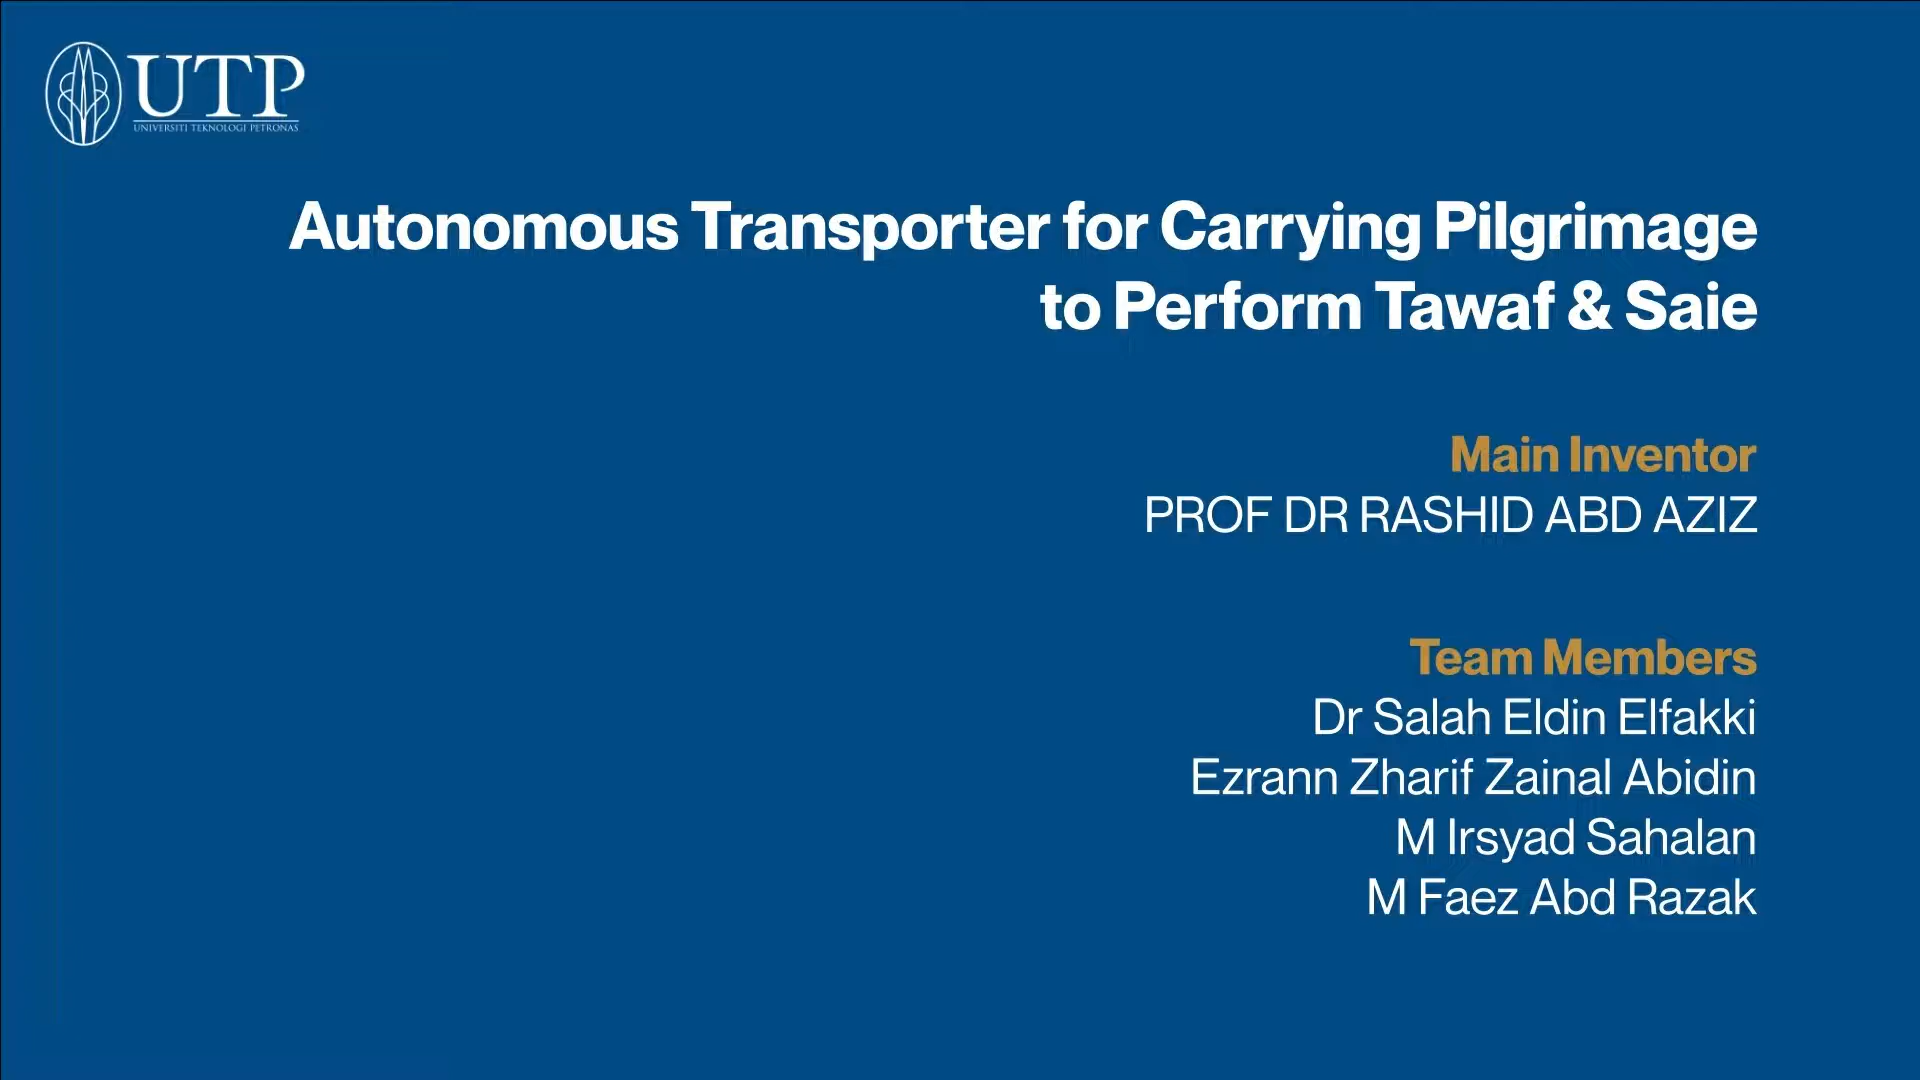 UTP
UNIVERSITI TEKNOLOGI PETRONAS
Autonomous Transporter for Carrying Pilgrimage
to Perform Tawaf & Saie
Main Inventor
PROF DR RASHID ABD AZIZ
Team Members
Dr Salah Eldin Elfakki
Ezrann Zharif Zainal Abidin
M Irsyad Sahalan
M Faez Abd Razak